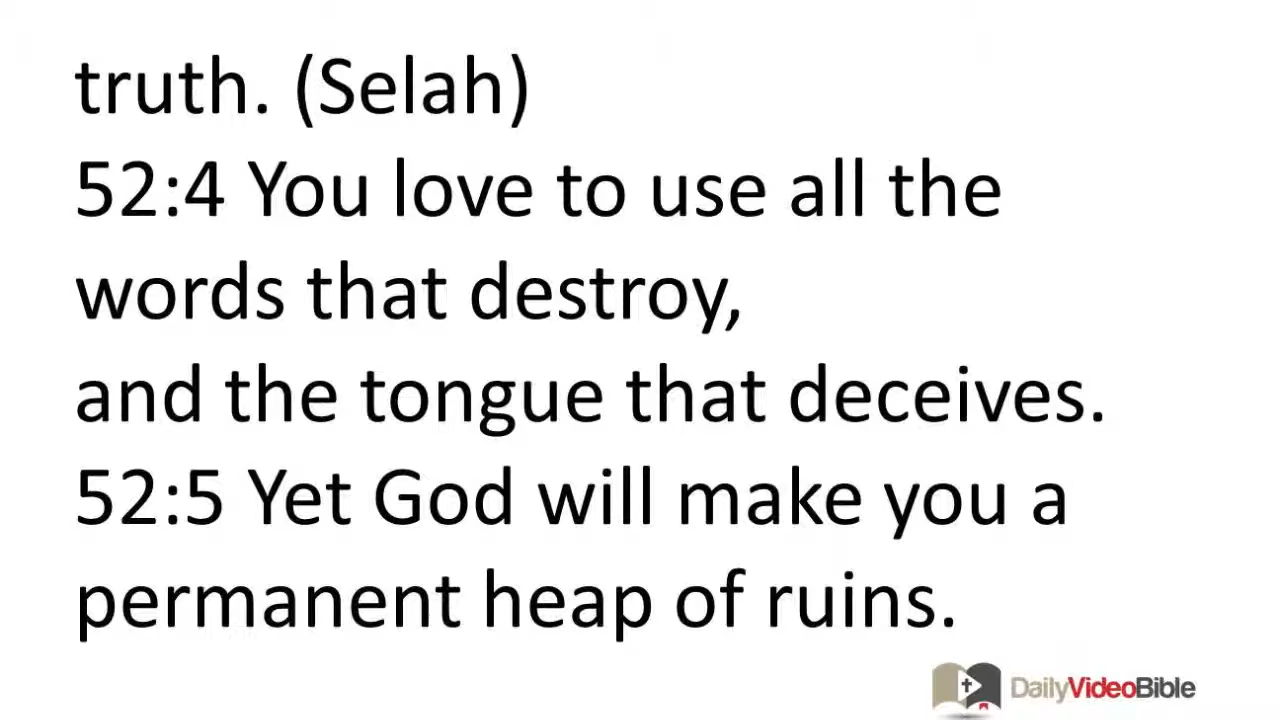 truth. (Selah)
52:4 You love to use all the
words that destroy,
and the tongue that deceives.
52:5 Yet God will make you a
permanent heap of ruins.
DailyVideoBible